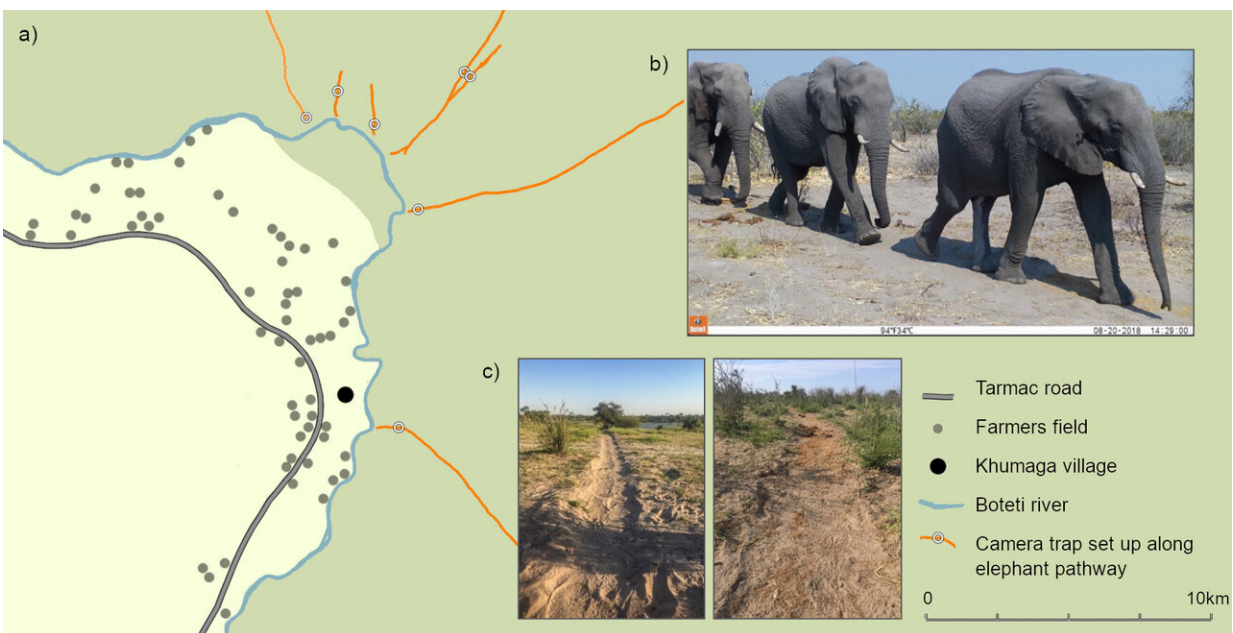 a)
b)
94°F34°C
08-20-2018 14:29:00
c)
Tarmac road
Farmers field
Khumaga village
Boteti river
Camera trap set up along
elephant pathway
0
10km